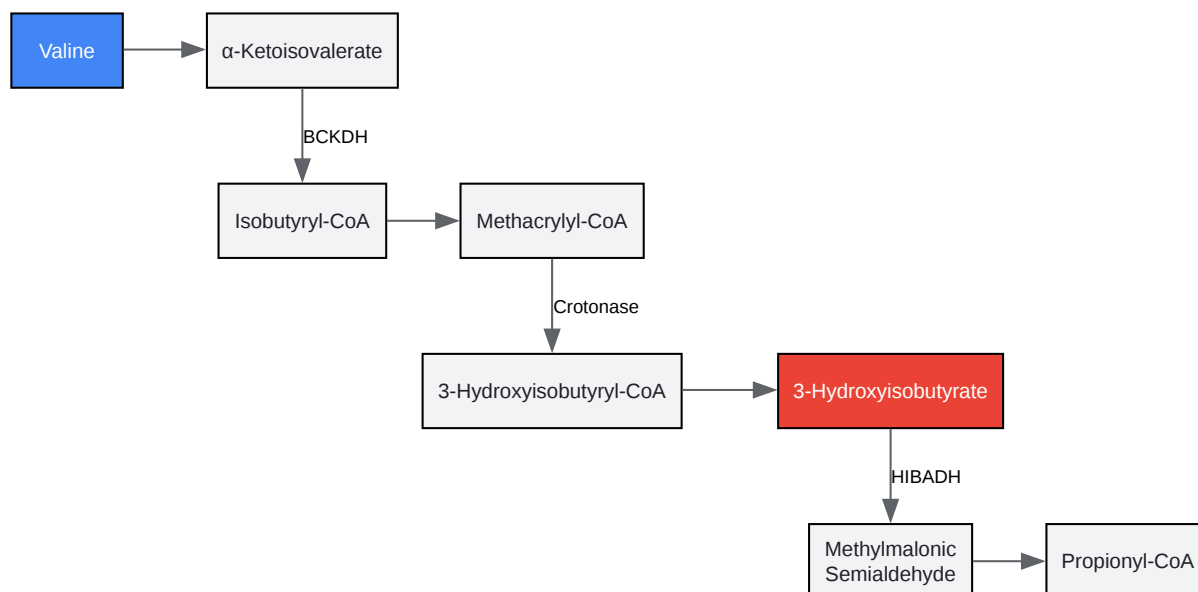 Valine
α-Ketoisovalerate
BCKDH
Isobutyryl-CoA
Methacrylyl-CoA
Crotonase
3-Hydroxyisobutyryl-CoA
3-Hydroxyisobutyrate
HIBADH
Methylmalonic
Semialdehyde
Propionyl-CoA